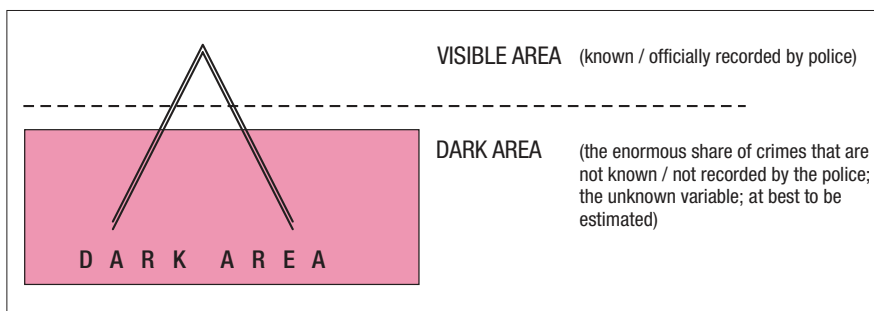 VISIBLE AREA (known / officially recorded by police)
DARK AREA (the enormous share of crimes that are
not known / not recorded by the police;
the unknown variable; at best to be
estimated)
D A R K A R E A